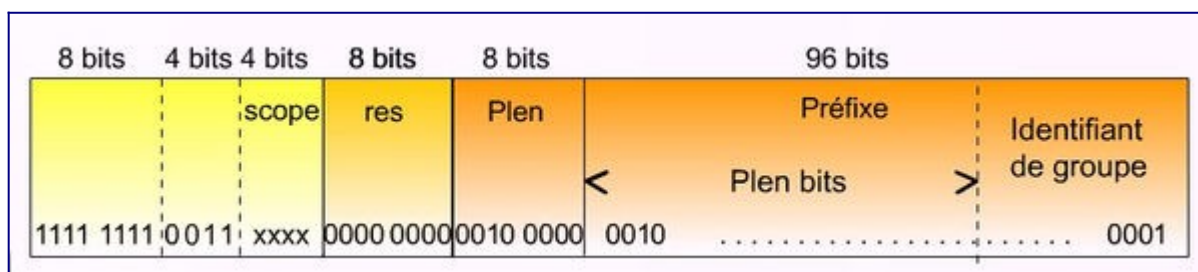 8 bits 4 bits 4 bits 8 bits 8 bits 96 bits
scope res Plen Préfixe Identifiant
de groupe
< Plen bits >
1111 1111 0011 xxxx 0000 0000 0010 0000 0010 ........................ 0001